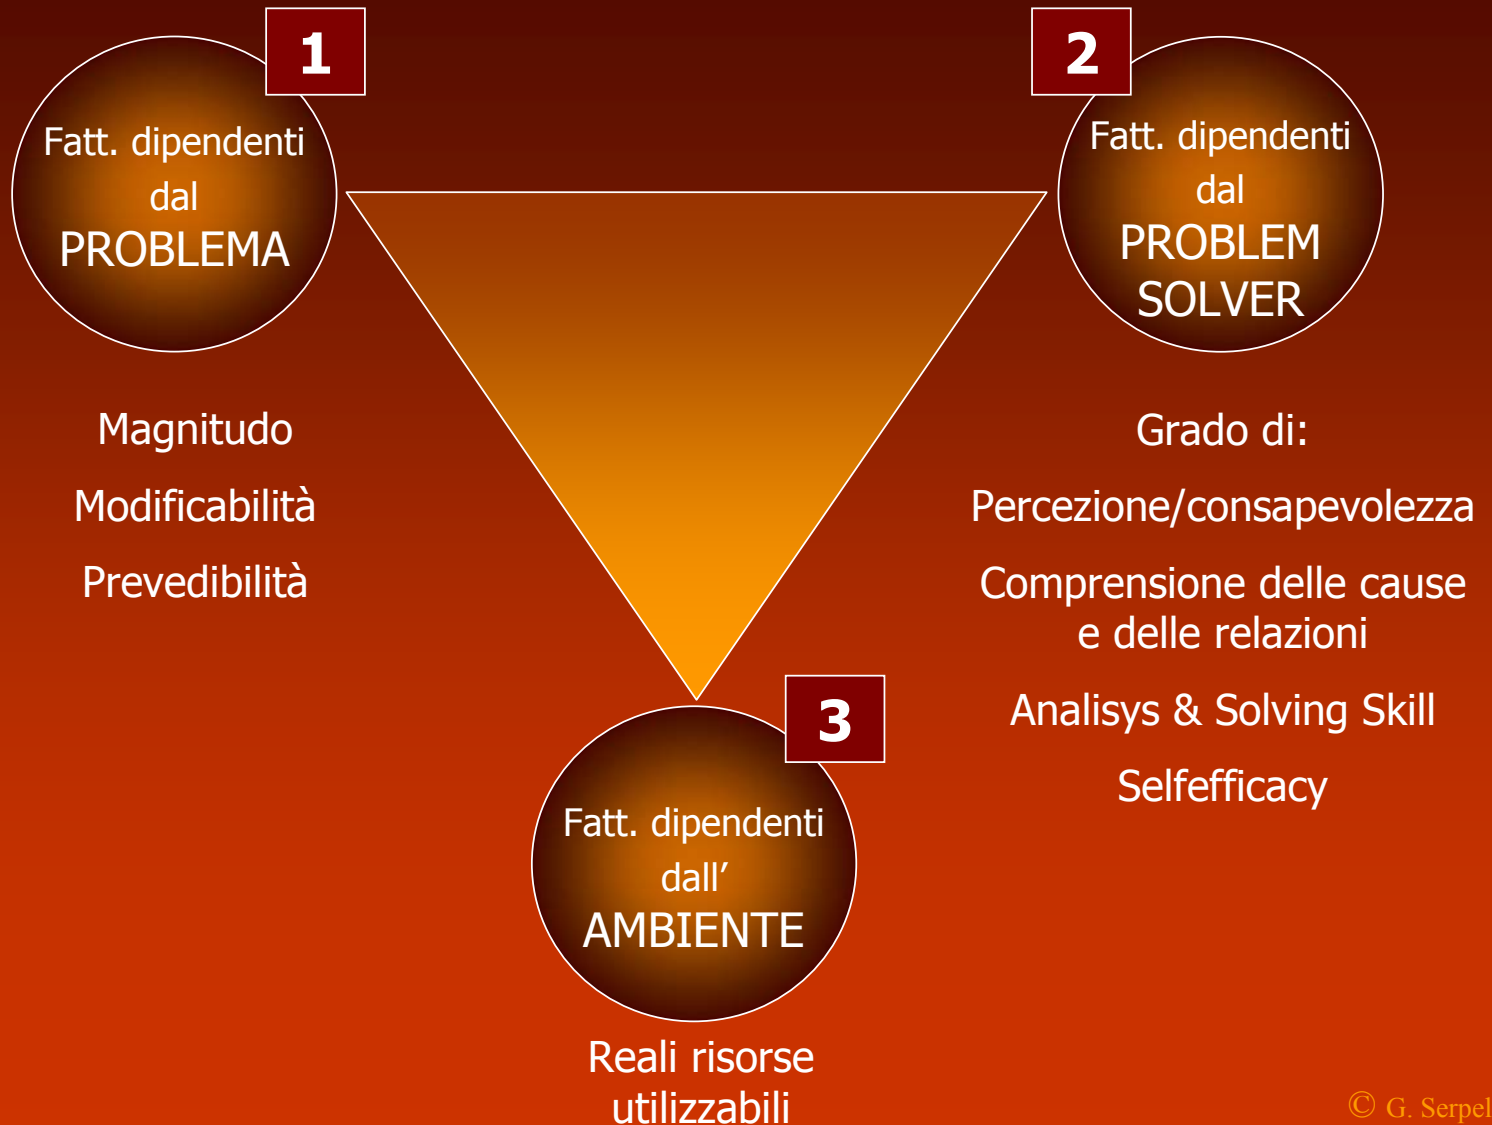 1
Fatt. dipendenti
dal
PROBLEMA
Magnitudo
Modificabilità
Prevedibilità
2
Fatt. dipendenti
dal
PROBLEM
SOLVER
Grado di:
Percezione/consapevolezza
Comprensione delle cause
e delle relazioni
Analisys & Solving Skill
Selfefficacy
3
Fatt. dipendenti
dall’
AMBIENTE
Reali risorse
utilizzabili
© G. Serpel